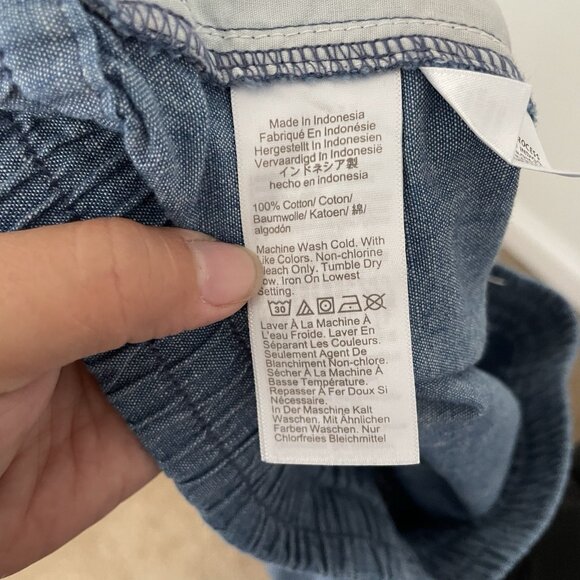 Made In Indonesia
Fabriqué En Indonésie
Hergestellt In Indonesien
Vervaardigd In Indonesië
インドネシア製
hecho en indonesia
100% Cotton/ Coton/
Baumwolle/ Katoen/ 綿/
algodón
Machine Wash Cold. With
Like Colors. Non-chlorine
Bleach Only. Tumble Dry
Low. Iron On Lowest
Setting.
30
Laver À La Machine À
L'eau Froide. Laver En
Séparant Les Couleurs.
Seulement Agent De
Blanchiment Non-chlore.
Sécher À La Machine À
Basse Température.
Repasser À Fer Doux Si
Nécessaire.
In Der Maschine Kalt
Waschen. Mit Ähnlichen
Farben Waschen. Nur
Chlorfreies Bleichmittel